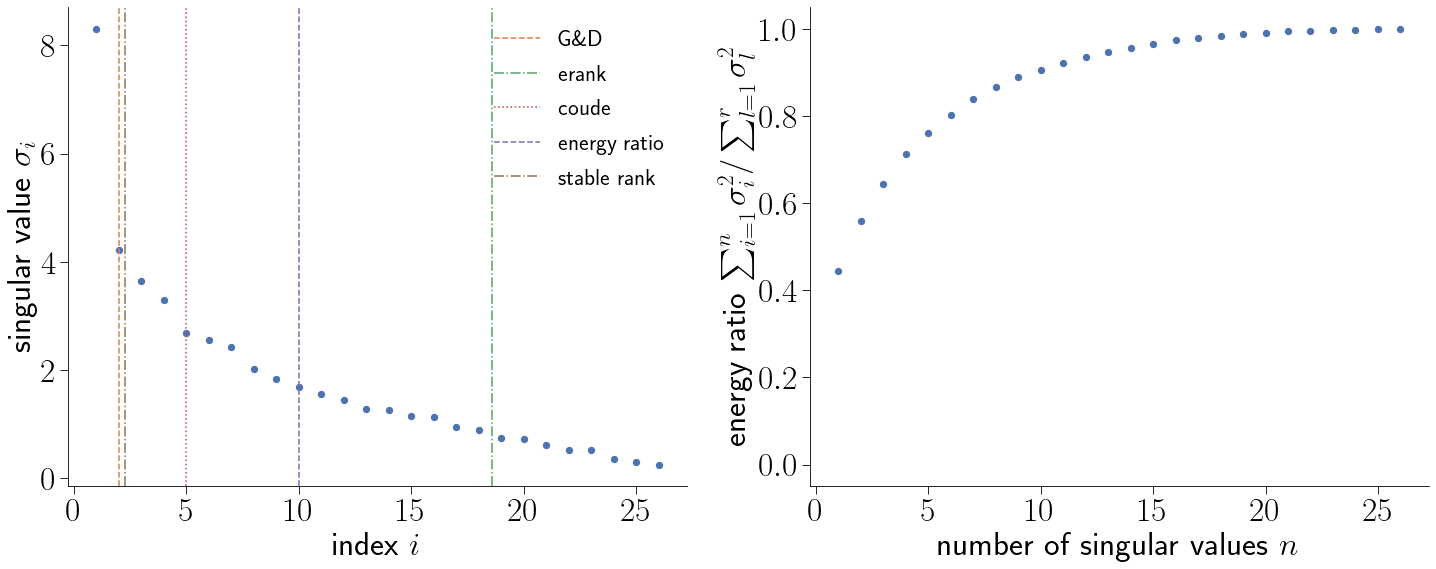 8
6
4
2
0
singular value σ_i
G&D
erank
coude
energy ratio
stable rank
0 5 10 15 20 25
index i
1.0
0.8
0.6
0.4
0.2
0.0
energy ratio ∑_{i=1}^{n} σ_i^2 / ∑_{l=1}^{r} σ_l^2
0 5 10 15 20 25
number of singular values n